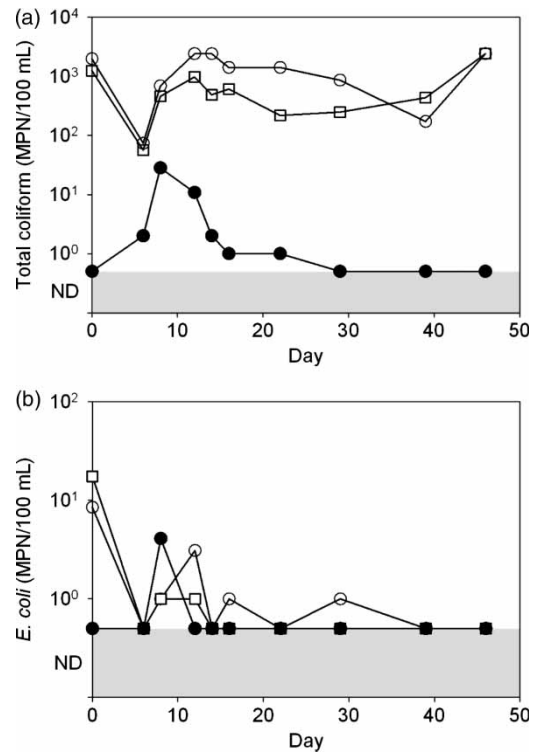 (a)
10⁴
10³
10²
10¹
10⁰
ND
Total coliform (MPN/100 mL)
0 10 20 30 40 50
Day
(b)
10²
10¹
10⁰
ND
E. coli (MPN/100 mL)
0 10 20 30 40 50
Day